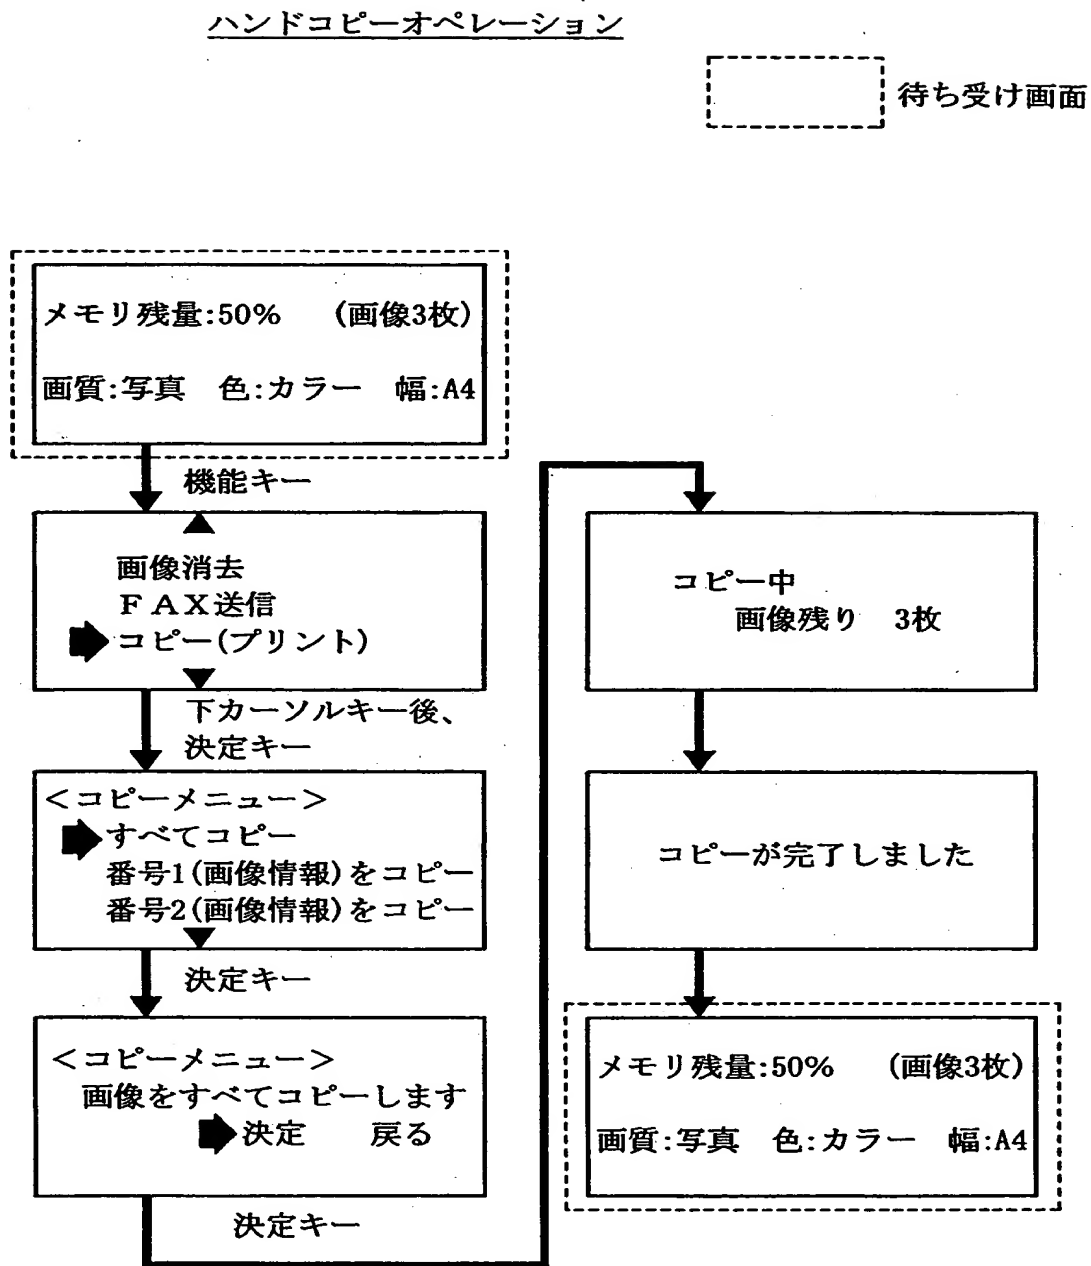 ハンドコピーオペレーション
待ち受け画面
メモリ残量:50% (画像3枚)
画質:写真 色:カラー 幅:A4
機能キー
画像消去
FAX送信
コピー(プリント)
下カーソルキー後、
決定キー
<コピーメニュー>
すべてコピー
番号1(画像情報)をコピー
番号2(画像情報)をコピー
決定キー
<コピーメニュー>
画像をすべてコピーします
決定 戻る
決定キー
コピー中
画像残り 3枚
コピーが完了しました
メモリ残量:50% (画像3枚)
画質:写真 色:カラー 幅:A4